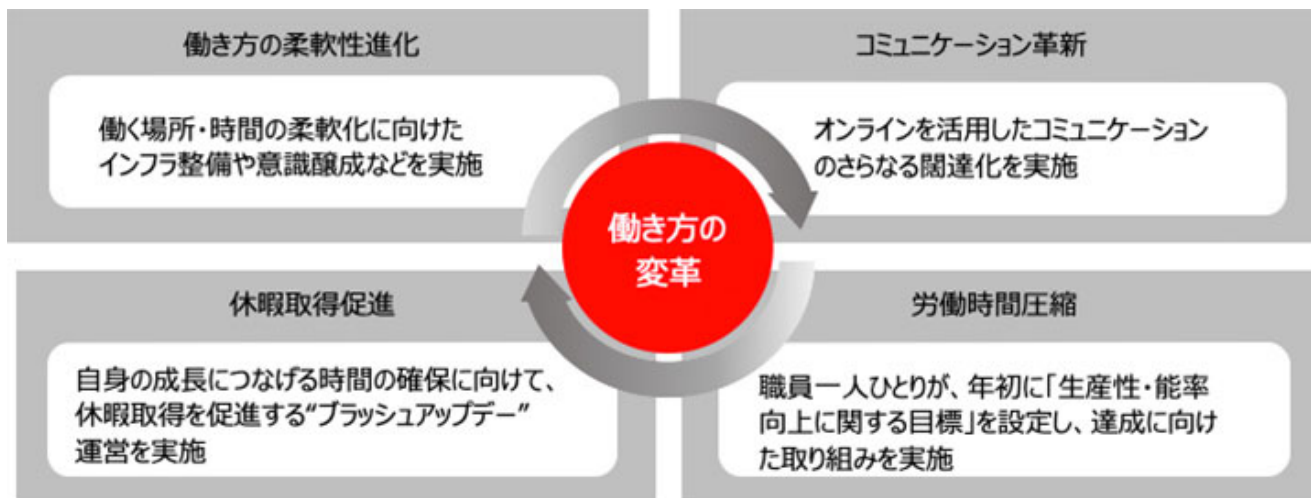 働き方の柔軟性進化
働く場所・時間の柔軟化に向けた
インフラ整備や意識醸成などを実施
コミュニケーション革新
オンラインを活用したコミュニケーション
のさらなる闊達化を実施
働き方の
変革
休暇取得促進
自身の成長につなげる時間の確保に向けて、
休暇取得を促進する“ブラッシュアップデー”
運営を実施
労働時間圧縮
職員一人ひとりが、年初に「生産性・能率
向上に関する目標」を設定し、達成に向け
た取り組みを実施